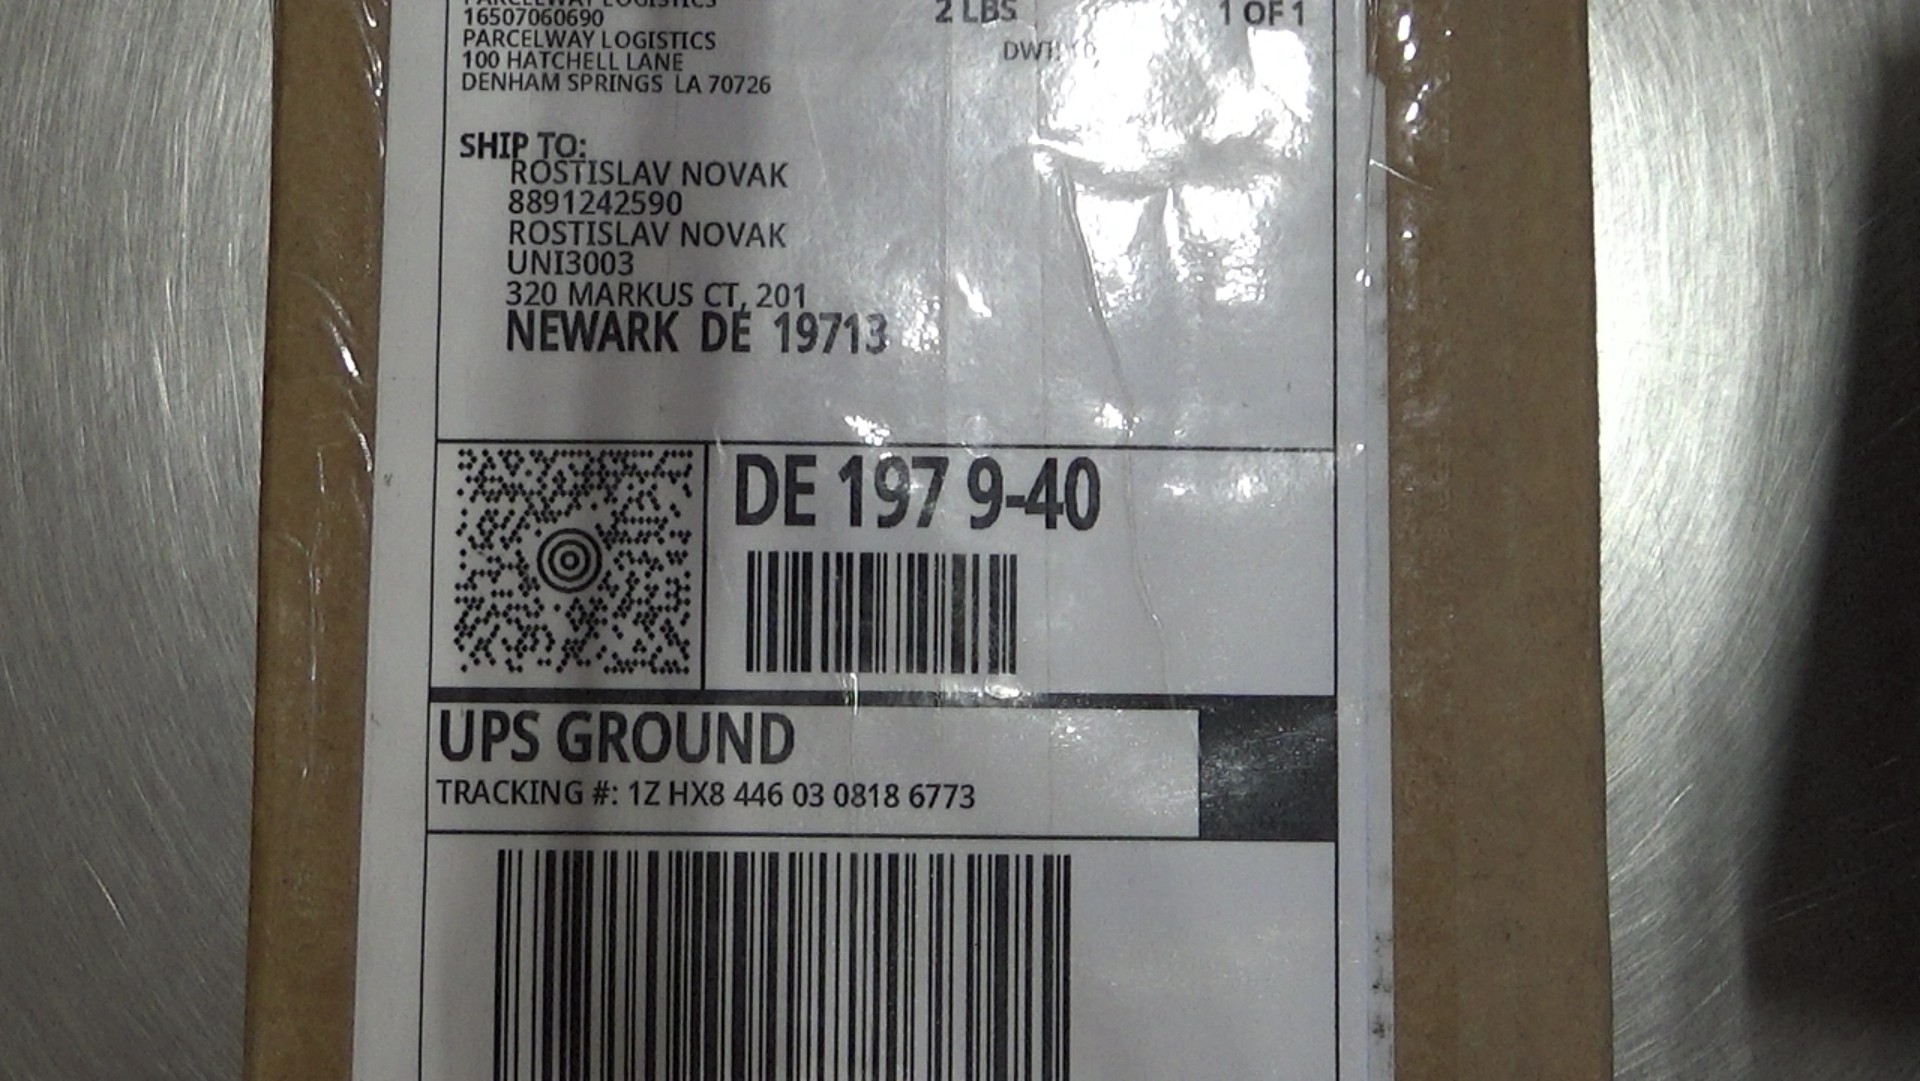 PARCELWAY LOGISTICS
16507060690
PARCELWAY LOGISTICS
100 HATCHELL LANE
DENHAM SPRINGS LA 70726
2 LBS
1 OF 1
SHIP TO:
ROSTISLAV NOVAK
8891242590
ROSTISLAV NOVAK
UNI3003
320 MARKUS CT, 201
NEWARK DE 19713
DE 197 9-40
UPS GROUND
TRACKING #: 1Z HX8 446 03 0818 6773